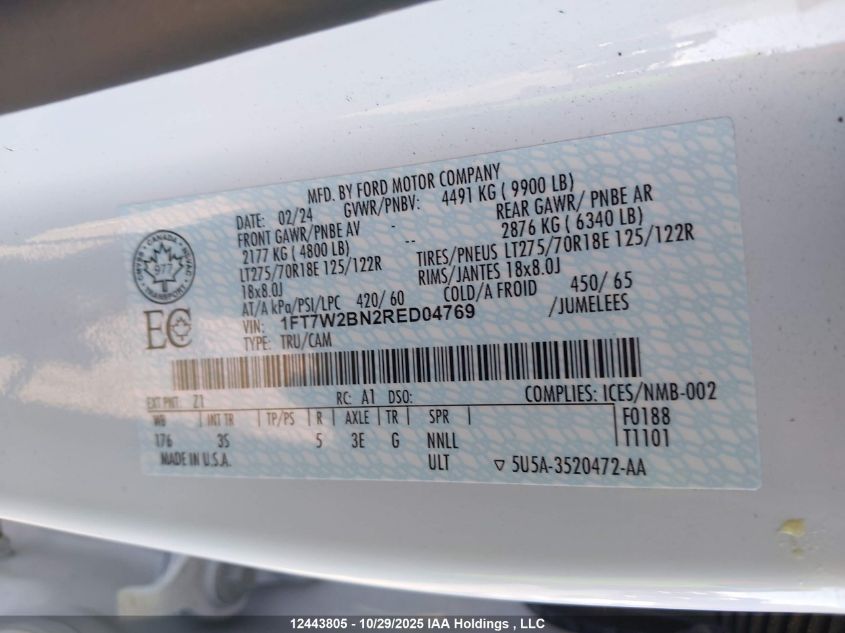 MFD. BY FORD MOTOR COMPANY
DATE: 02/24 GVWR/PNBV: 4491 KG ( 9900 LB)
FRONT GAWR/PNBE AV - REAR GAWR/ PNBE AR
2177 KG ( 4800 LB) -- 2876 KG ( 6340 LB)
LT275/70R18E 125/122R TIRES/PNEUS LT275/70R18E 125/122R
18x8.0J RIMS/JANTES 18x8.0J
AT/A kPa/PSI/LPC 420/ 60 COLD/A FROID 450/ 65
VIN: 1FT7W2BN2RED04769 /JUMELEES
TYPE: TRU/CAM
CANADA
977
TRANSPORT
EC
EXT PNT: Z1 RC: A1 DSO: COMPLIES: ICES/NMB-002
WB INT TR TP/PS R AXLE TR SPR F0188
176 3S 5 3E G NNLL T1101
MADE IN U.S.A. ULT 5U5A-3520472-AA
12443805 - 10/29/2025 IAA Holdings , LLC